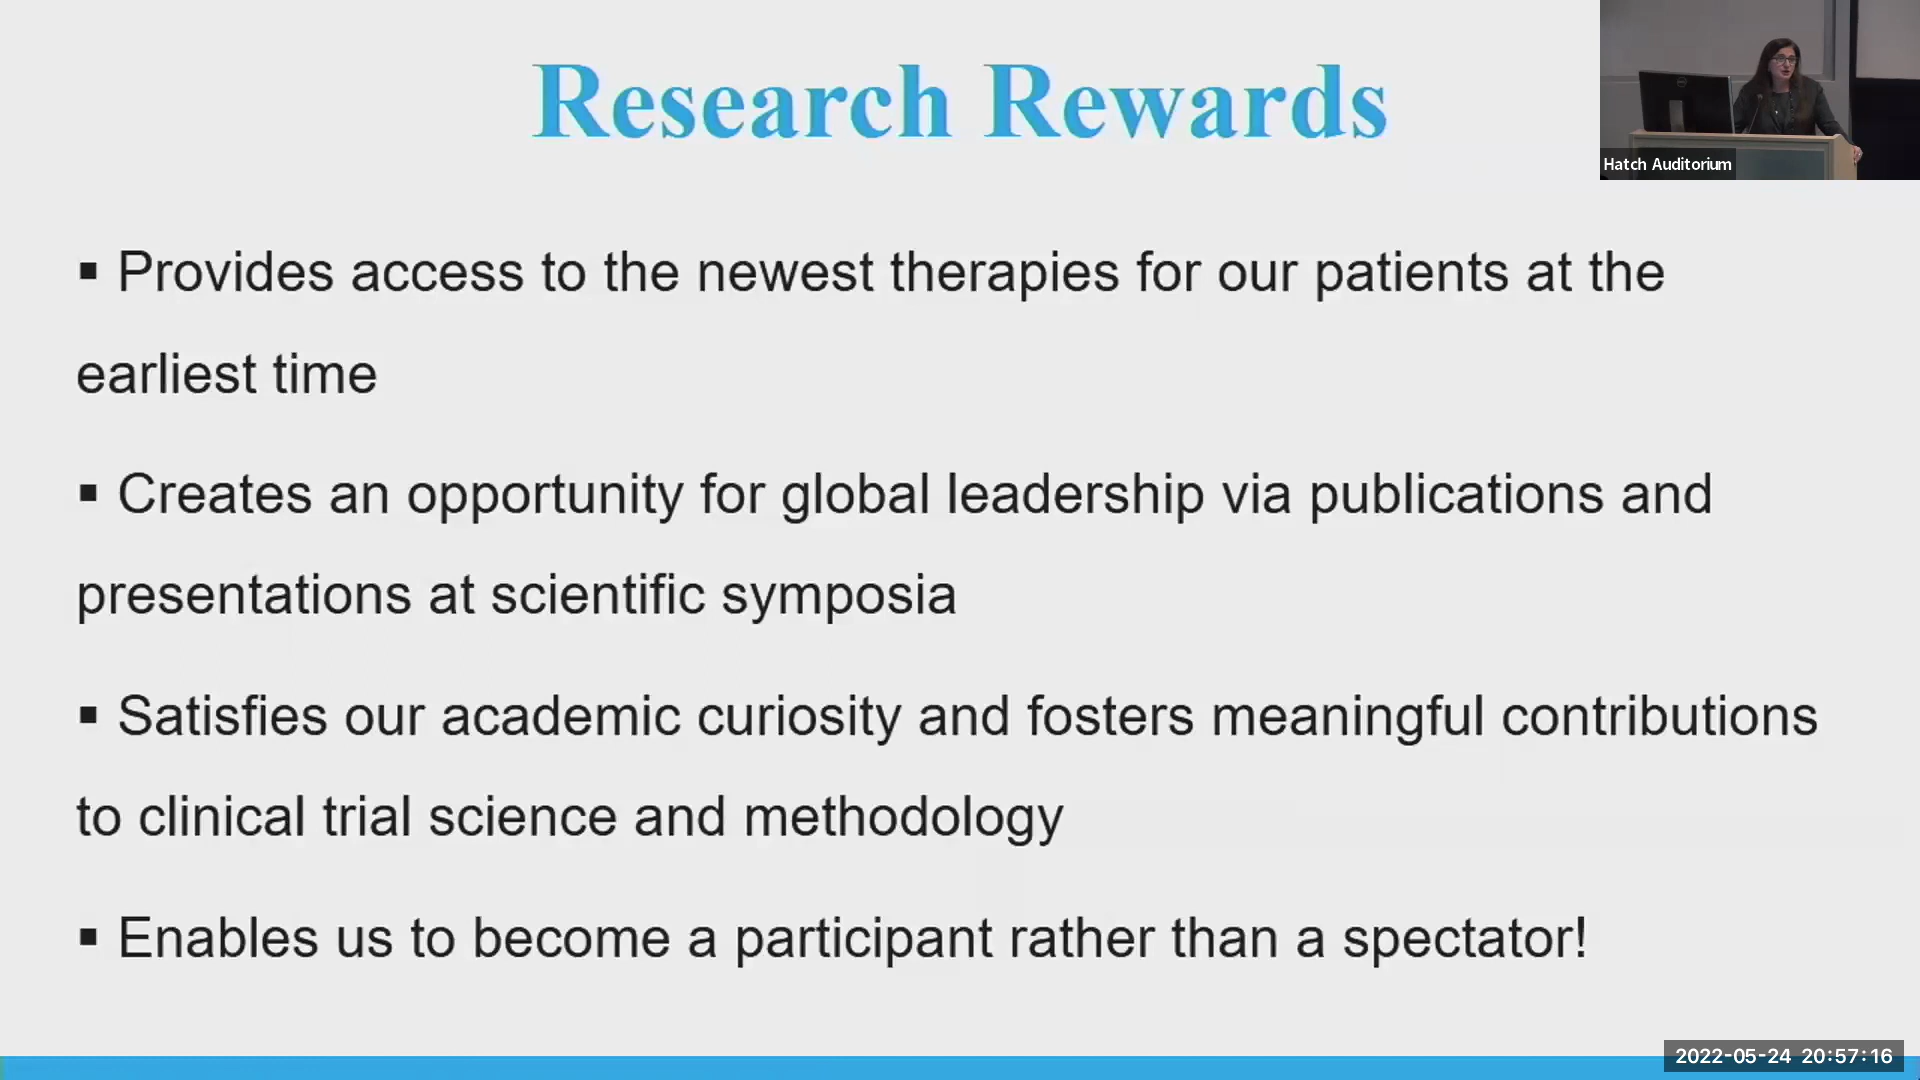 Research Rewards
Hatch Auditorium
▪ Provides access to the newest therapies for our patients at the
earliest time
▪ Creates an opportunity for global leadership via publications and
presentations at scientific symposia
▪ Satisfies our academic curiosity and fosters meaningful contributions
to clinical trial science and methodology
▪ Enables us to become a participant rather than a spectator!
2022-05-24 20:57:16